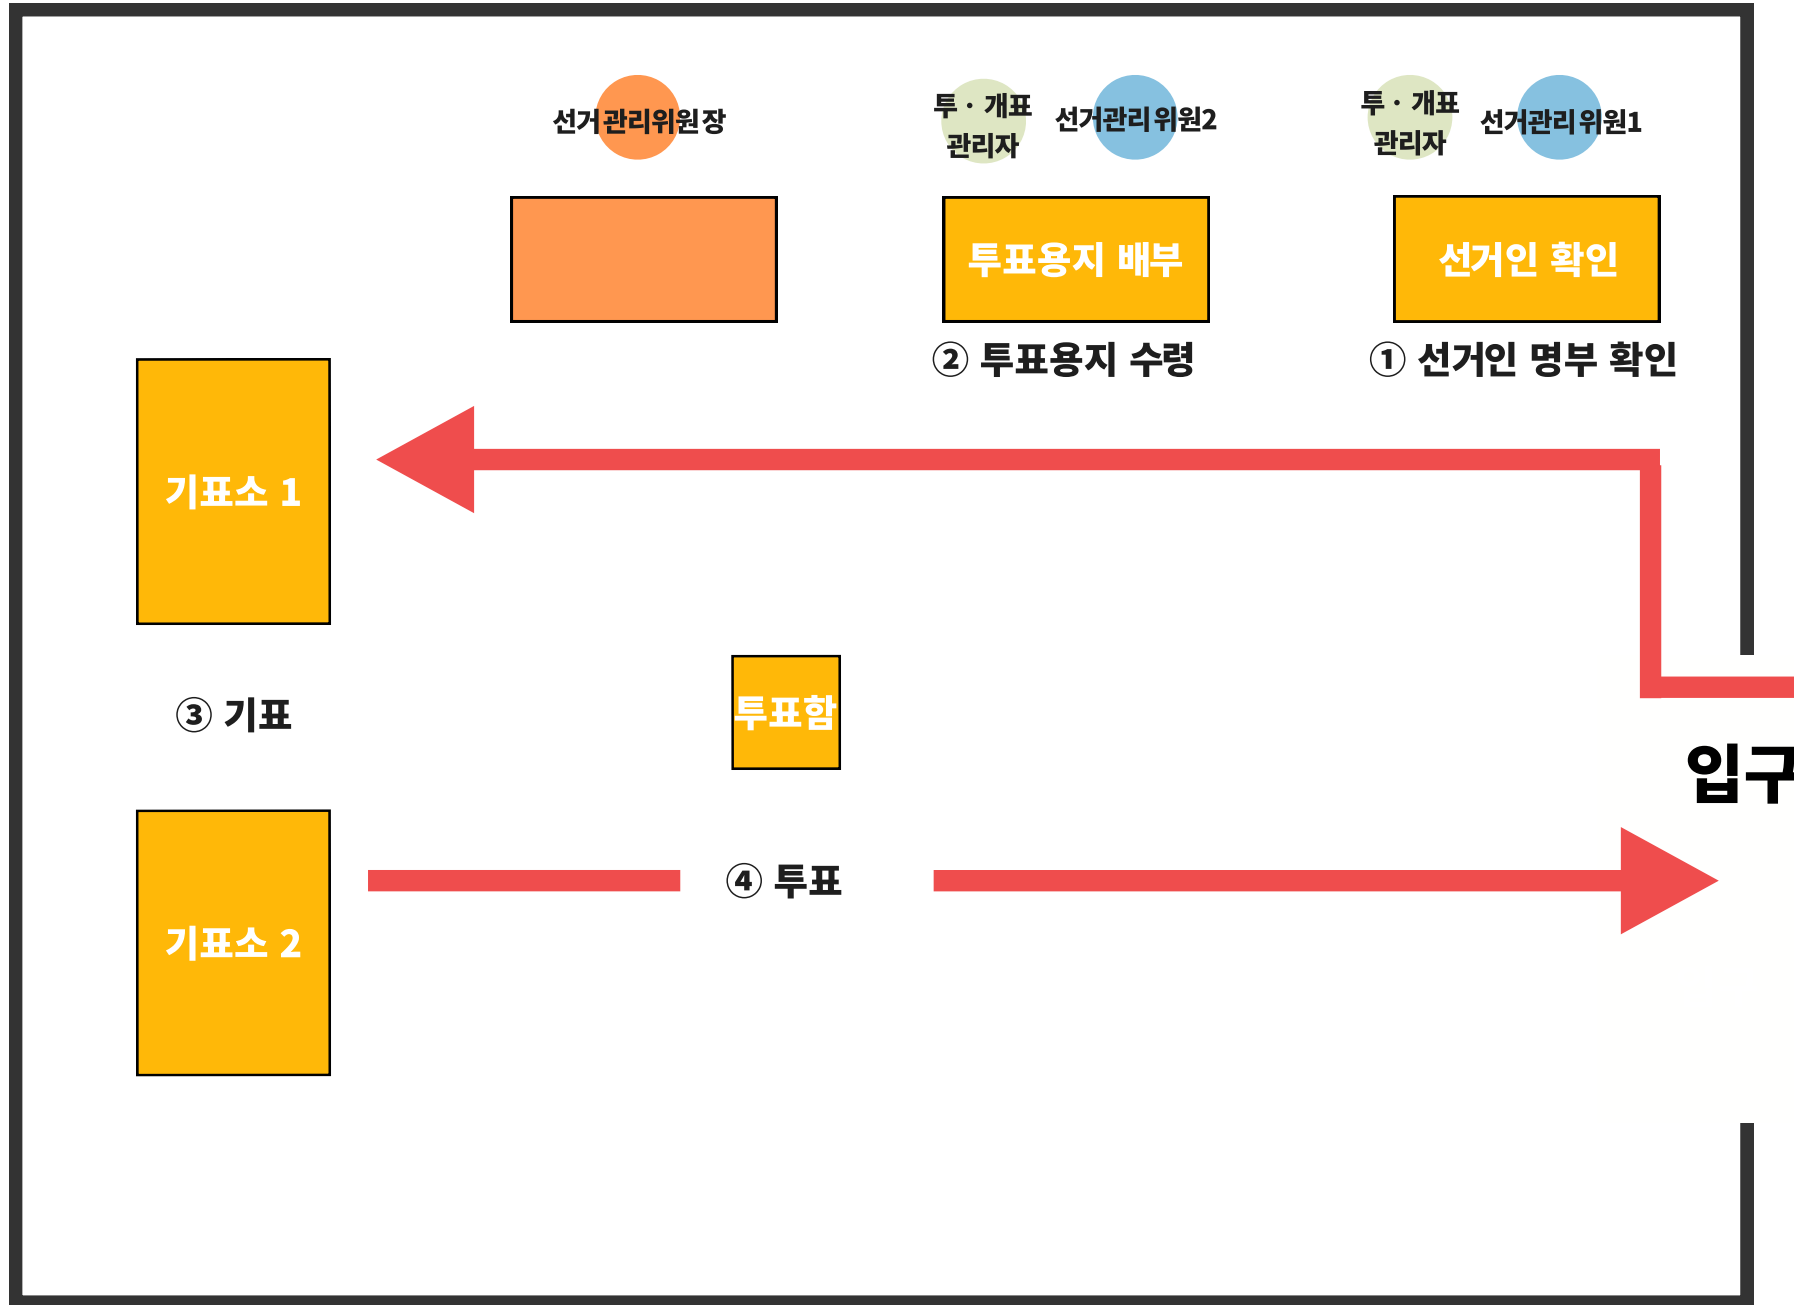 선거관리위원장
투 · 개표
관리자
선거관리 위원2
투 · 개표
관리자
선거관리 위원1
투표용지 배부
선거인 확인
② 투표용지 수령
① 선거인 명부 확인
기표소 1
③ 기표
투표함
입구
④ 투표
기표소 2